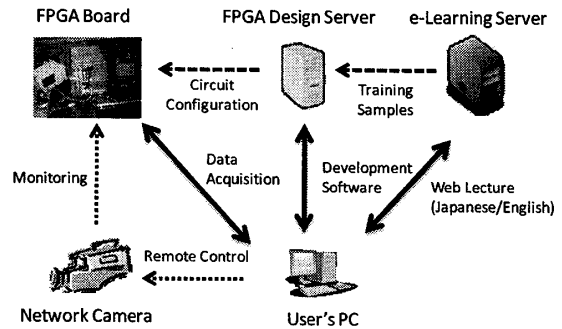 FPGA Board
FPGA Design Server
e-Learning Server
Circuit
Configuration
Training
Samples
Monitoring
Data
Acquisition
Development
Software
Web Lecture
(Japanese/English)
Remote Control
Network Camera
User's PC